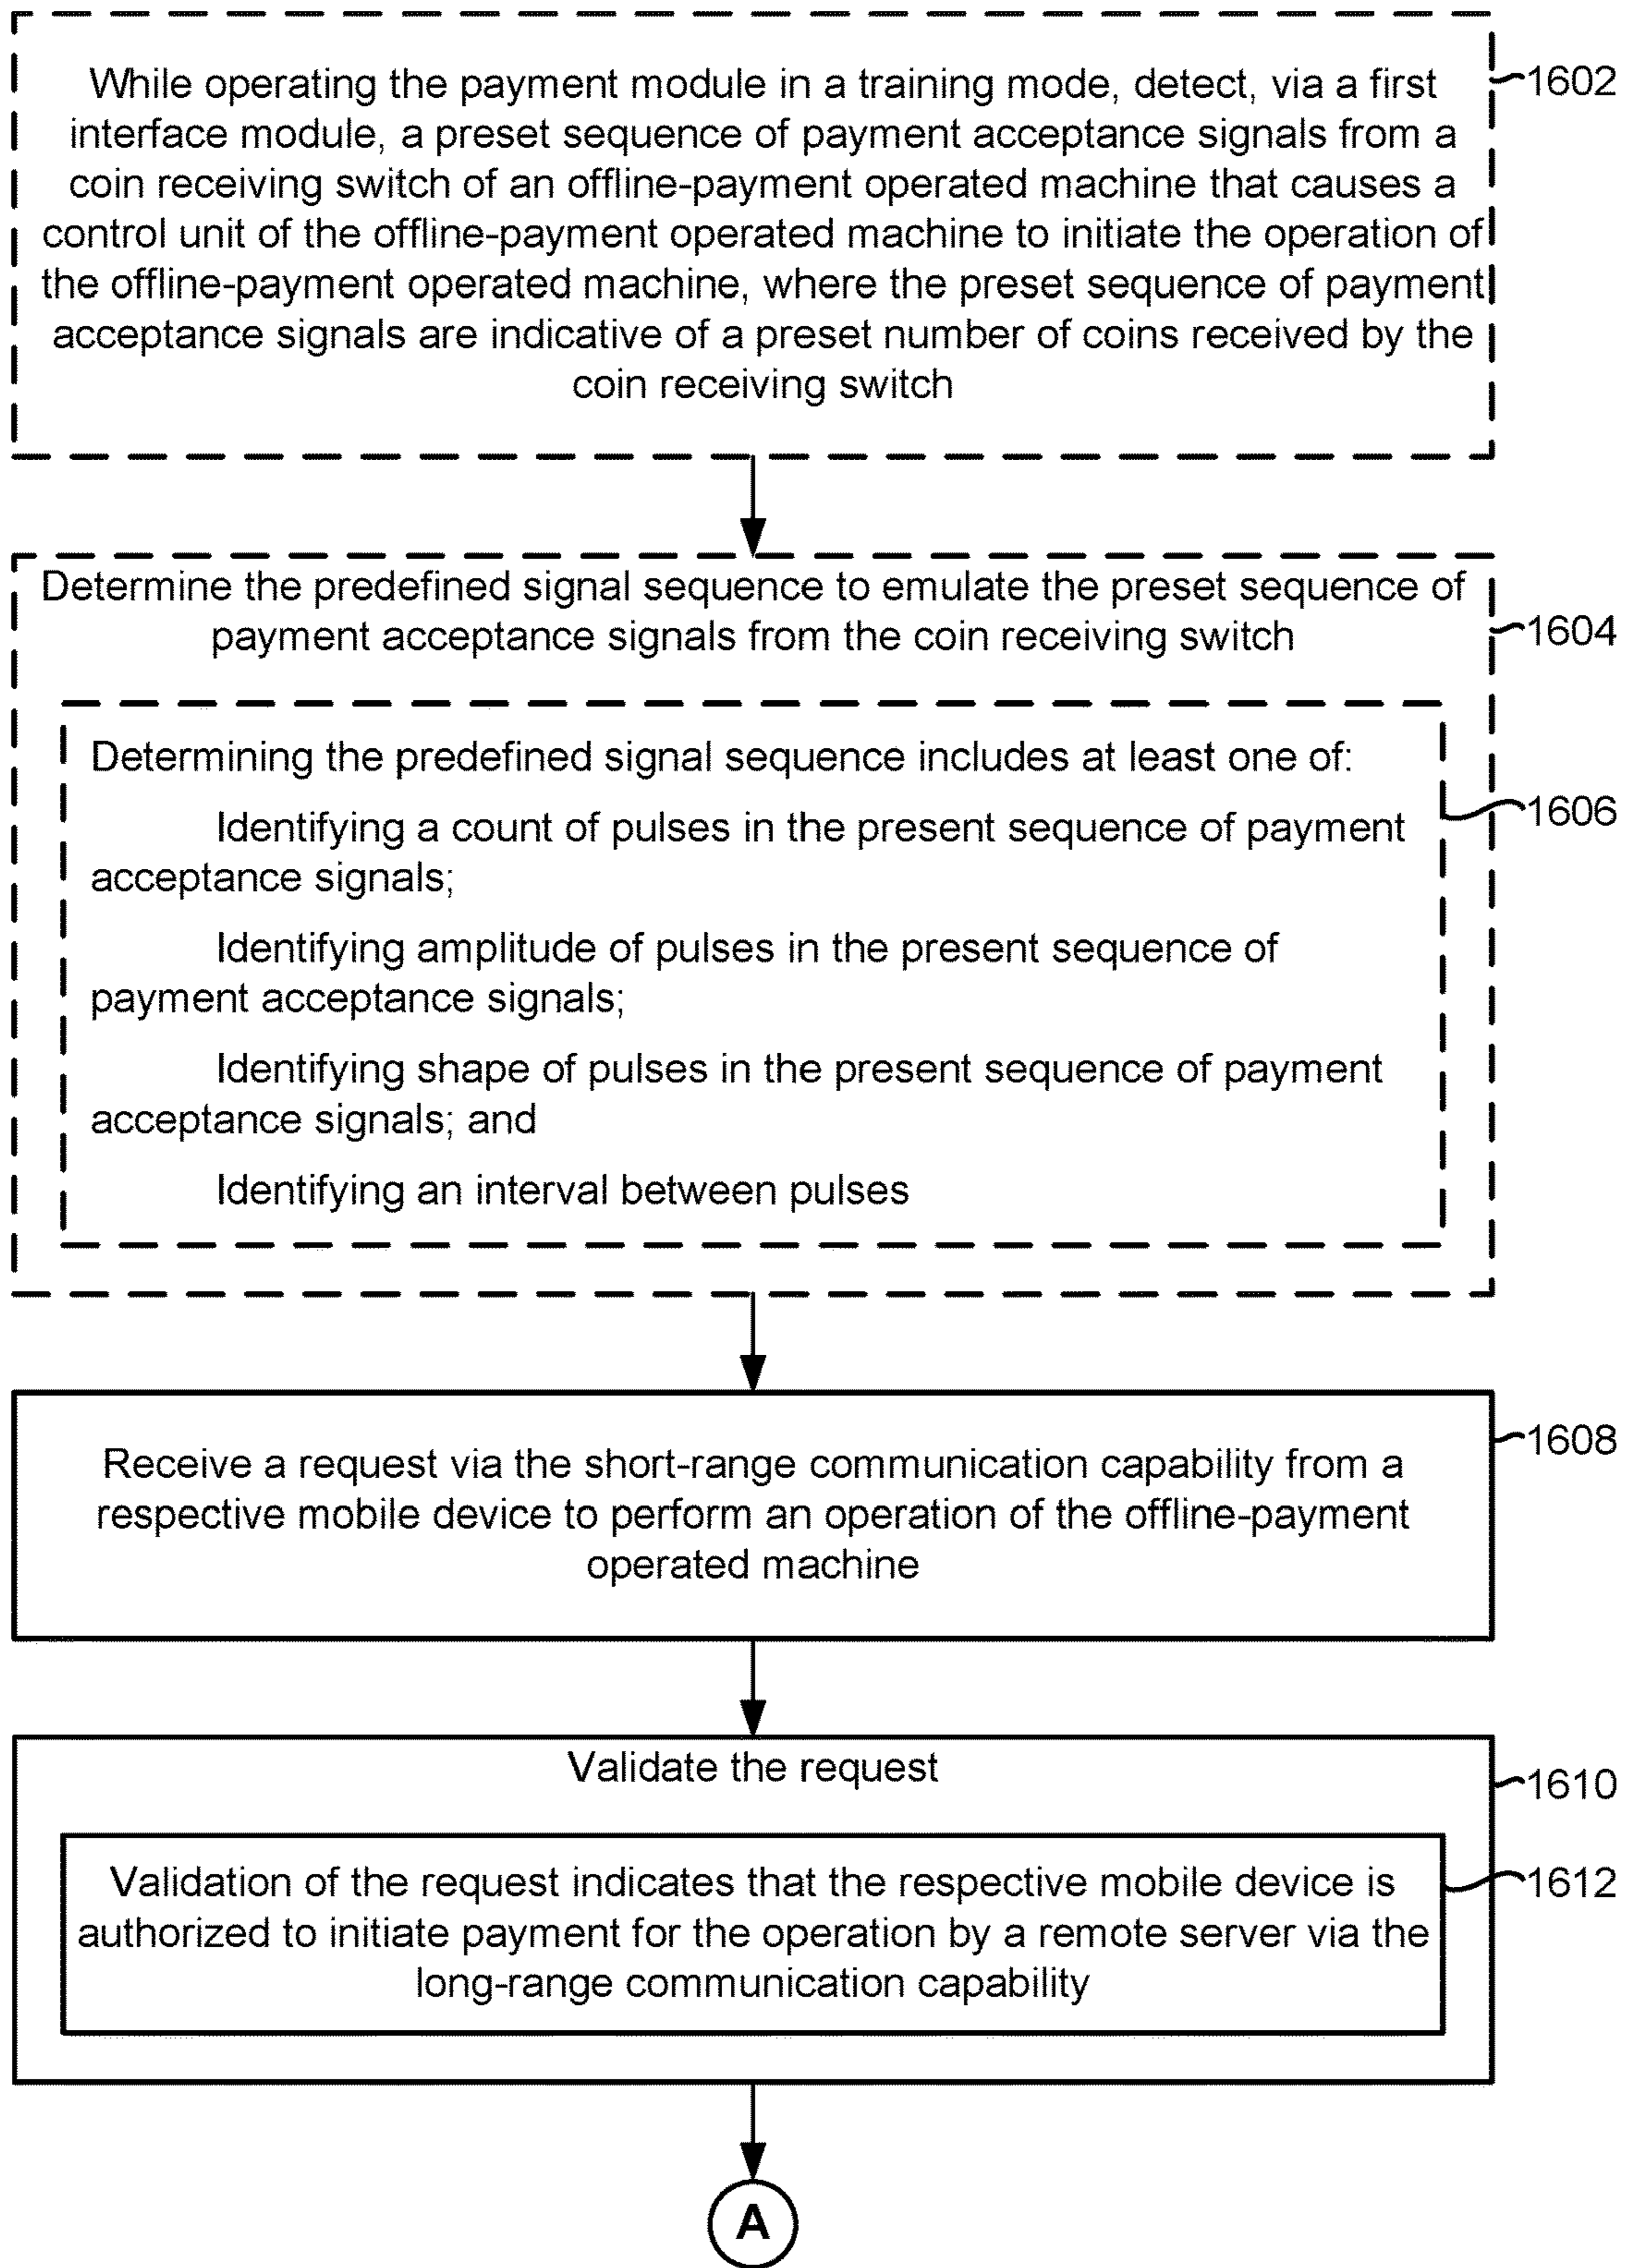 While operating the payment module in a training mode, detect, via a first
interface module, a preset sequence of payment acceptance signals from a
coin receiving switch of an offline-payment operated machine that causes a
control unit of the offline-payment operated machine to initiate the operation of
the offline-payment operated machine, where the preset sequence of payment
acceptance signals are indicative of a preset number of coins received by the
coin receiving switch
1602
Determine the predefined signal sequence to emulate the preset sequence of
payment acceptance signals from the coin receiving switch
1604
Determining the predefined signal sequence includes at least one of:
Identifying a count of pulses in the present sequence of payment
acceptance signals;
Identifying amplitude of pulses in the present sequence of
payment acceptance signals;
Identifying shape of pulses in the present sequence of payment
acceptance signals; and
Identifying an interval between pulses
1606
Receive a request via the short-range communication capability from a
respective mobile device to perform an operation of the offline-payment
operated machine
1608
Validate the request
1610
Validation of the request indicates that the respective mobile device is
authorized to initiate payment for the operation by a remote server via the
long-range communication capability
1612
A